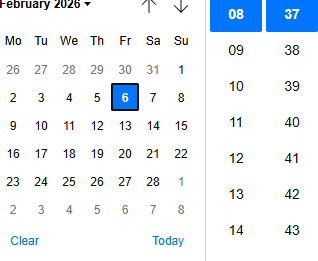 February 2026
Mo Tu We Th Fr Sa Su
26 27 28 29 30 31 1
2 3 4 5 6 7 8
9 10 11 12 13 14 15
16 17 18 19 20 21 22
23 24 25 26 27 28 1
2 3 4 5 6 7 8
Clear Today
08 37
09 38
10 39
11 40
12 41
13 42
14 43